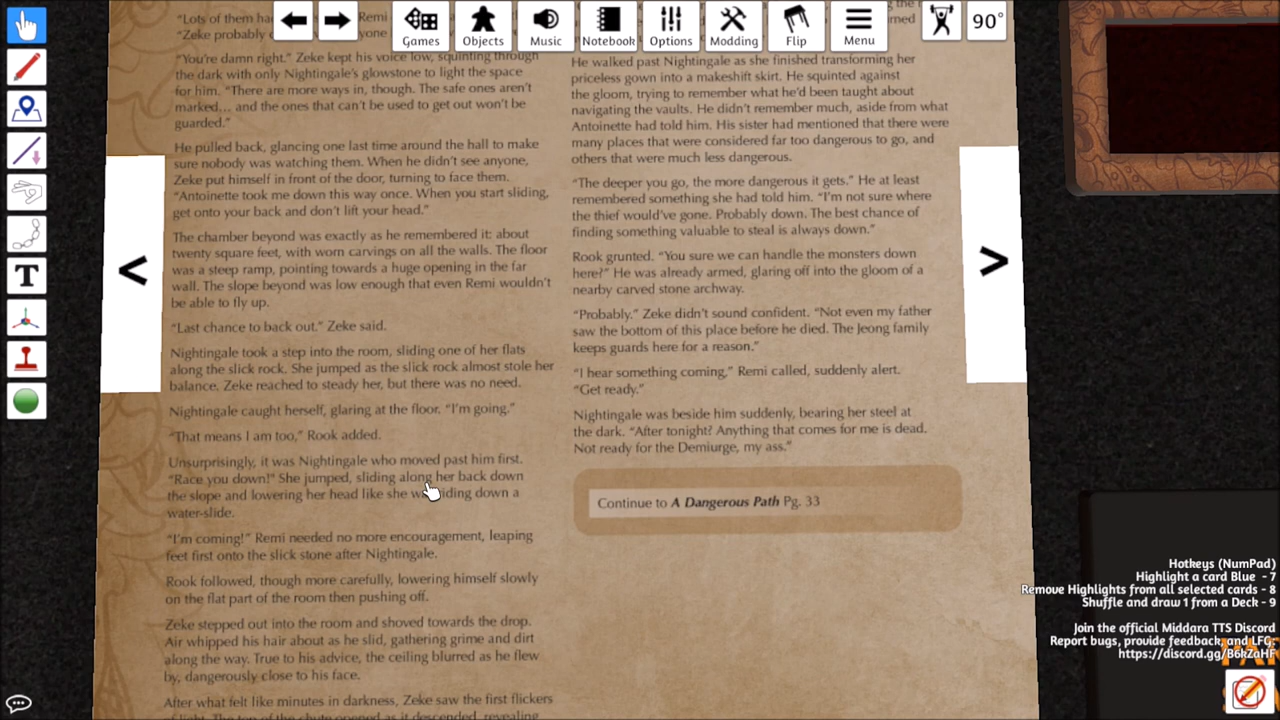 Games
Objects
Music
Notebook
Options
Modding
Flip
Menu
90°
"Lots of them
Remi
"Zeke probably
"You're damn right." Zeke kept his voice low, squinting through
the dark with only Nightingale's glowstone to light the space
for him. "There are more ways in, though. The safe ones aren't
marked... and the ones that can't be used to get out won't be
guarded."
He pulled back, glancing one last time around the hall to make
sure nobody was watching them. When he didn't see anyone,
Zeke put himself in front of the door, turning to face them.
"Antoinette took me down this way once. When you start sliding,
get onto your back and don't lift your head."
The chamber beyond was exactly as he remembered it: about
twenty square feet, with worn carvings on all the walls. The floor
was a steep ramp, pointing towards a huge opening in the far
wall. The slope beyond was low enough that even Remi wouldn't
be able to fly up.
"Last chance to back out." Zeke said.
Nightingale took a step into the room, sliding one of her flats
along the slick rock. She jumped as the slick rock almost stole her
balance. Zeke reached to steady her, but there was no need.
Nightingale caught herself, glaring at the floor. "I'm going."
"That means I am too," Rook added.
Unsurprisingly, it was Nightingale who moved past him first.
"Race you down!" She jumped, sliding along her back down
the slope and lowering her head like she was riding down a
water-slide.
"I'm coming!" Remi needed no more encouragement, leaping
feet first onto the slick stone after Nightingale.
Rook followed, though more carefully, lowering himself slowly
on the flat part of the room then pushing off.
Zeke stepped out into the room and shoved towards the drop.
Air whipped his hair about as he slid, gathering grime and dirt
along the way. True to his advice, the ceiling blurred as he flew
by, dangerously close to his face.
After what felt like minutes in darkness, Zeke saw the first flickers
of light. The top of the chute opened as it descended, revealing
He walked past Nightingale as she finished transforming her
priceless gown into a makeshift skirt. He squinted against
the gloom, trying to remember what he'd been taught about
navigating the vaults. He didn't remember much, aside from what
Antoinette had told him. His sister had mentioned that there were
many places that were considered far too dangerous to go, and
others that were much less dangerous.
"The deeper you go, the more dangerous it gets." He at least
remembered something she had told him. "I'm not sure where
the thief would've gone. Probably down. The best chance of
finding something valuable to steal is always down."
Rook grunted. "You sure we can handle the monsters down
here?" He was already armed, glaring off into the gloom of a
nearby carved stone archway.
"Probably." Zeke didn't sound confident. "Not even my father
saw the bottom of this place before he died. The Jeong family
keeps guards here for a reason."
"I hear something coming," Remi called, suddenly alert.
"Get ready."
Nightingale was beside him suddenly, bearing her steel at
the dark. "After tonight? Anything that comes for me is dead.
Not ready for the Demiurge, my ass."
Continue to A Dangerous Path Pg. 33
<
>
T
Hotkeys (NumPad)
Highlight a card Blue - 7
Remove Highlights from all selected cards - 8
Shuffle and draw 1 from a Deck - 9
Join the official Middara TTS Discord
Report bugs, provide feedback, and LFG:
https://discord.gg/B6kZaHF